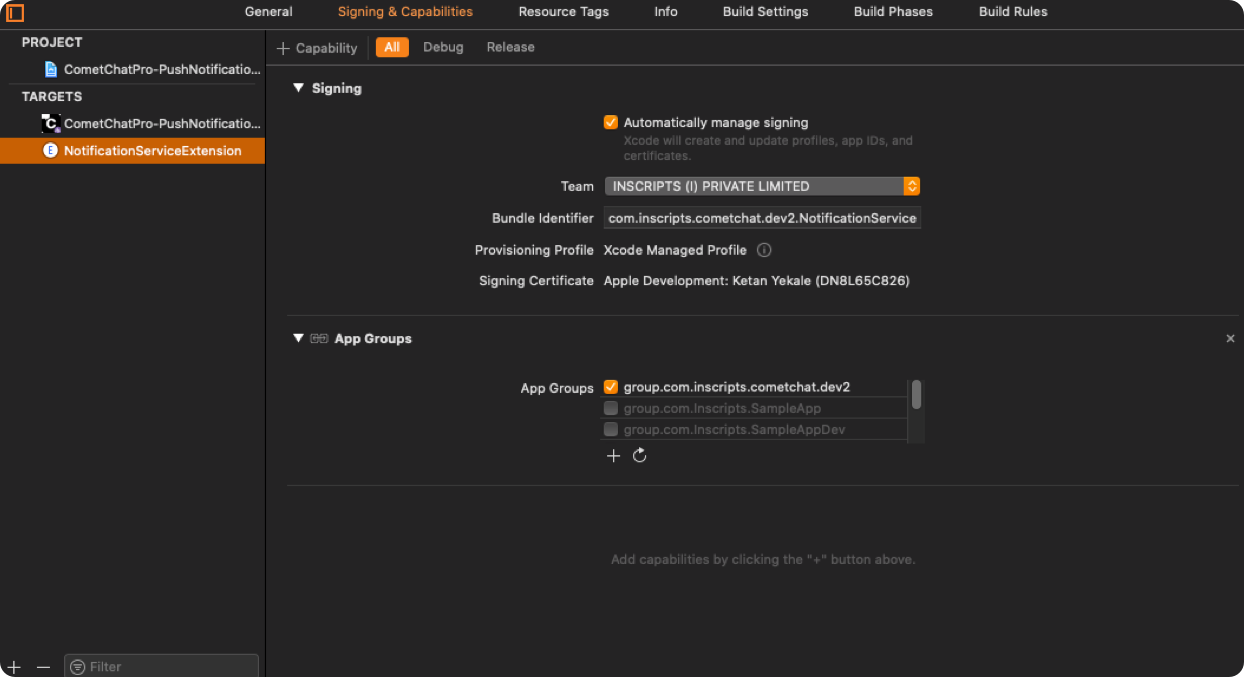 General Signing & Capabilities Resource Tags Info Build Settings Build Phases Build Rules
PROJECT
CometChatPro-PushNotificatio...
TARGETS
CometChatPro-PushNotificatio...
NotificationServiceExtension
+ Capability All Debug Release
Signing
Automatically manage signing
Xcode will create and update profiles, app IDs, and
certificates.
Team INSCRIPTS (I) PRIVATE LIMITED
Bundle Identifier com.inscripts.cometchat.dev2.NotificationService
Provisioning Profile Xcode Managed Profile
Signing Certificate Apple Development: Ketan Yekale (DN8L65C826)
App Groups
App Groups group.com.inscripts.cometchat.dev2
group.com.Inscripts.SampleApp
group.com.Inscripts.SampleAppDev
Add capabilities by clicking the "+" button above.
Filter